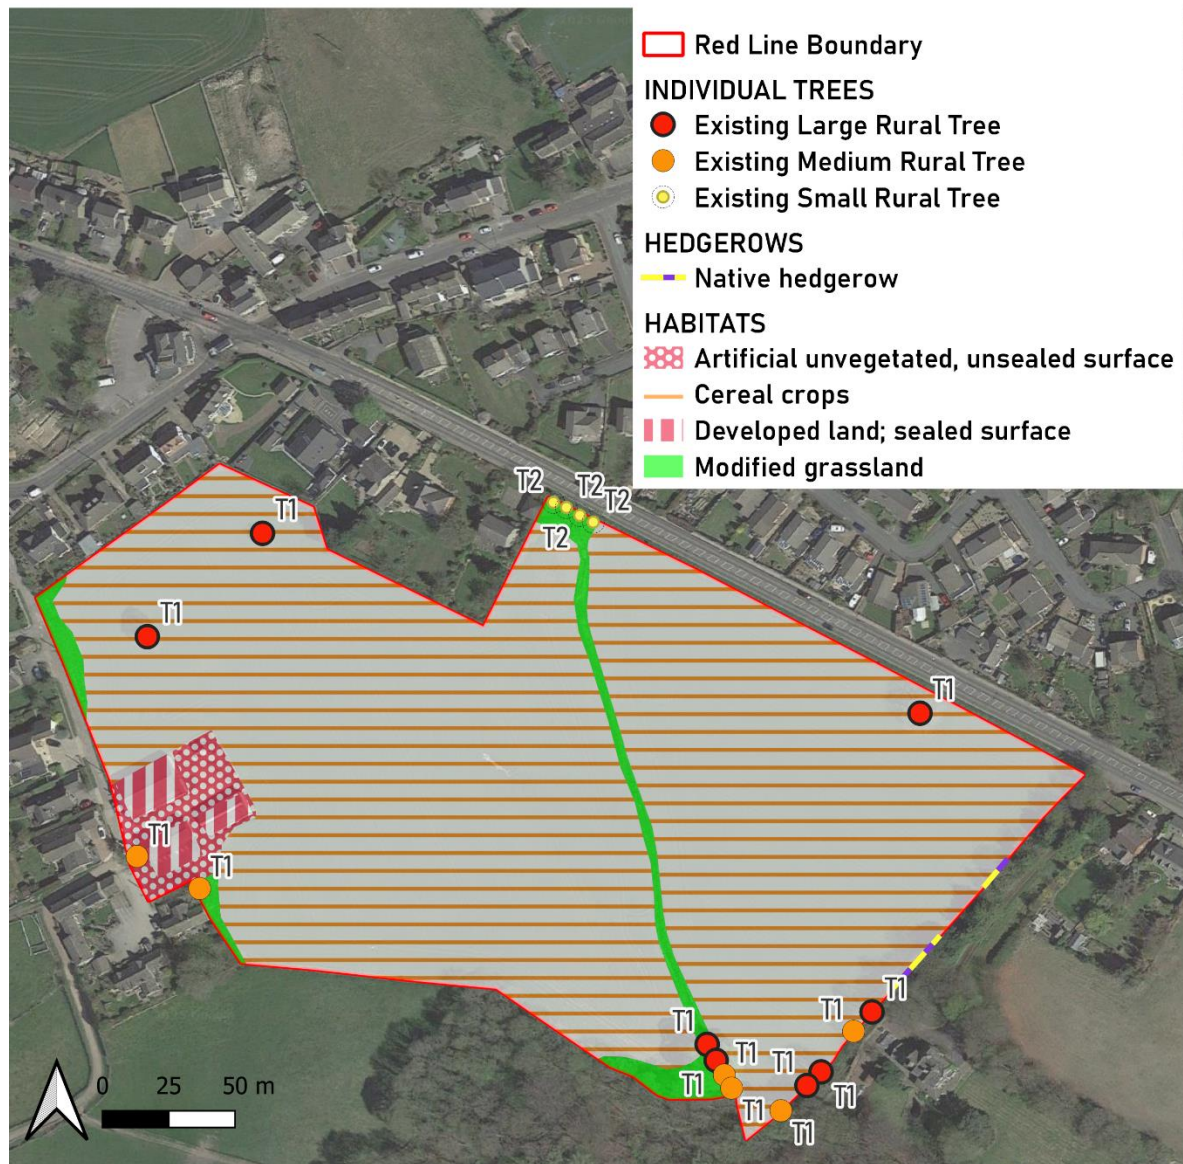 Red Line Boundary
INDIVIDUAL TREES
Existing Large Rural Tree
Existing Medium Rural Tree
Existing Small Rural Tree
HEDGEROWS
Native hedgerow
HABITATS
Artificial unvegetated, unsealed surface
Cereal crops
Developed land; sealed surface
Modified grassland
T2
T2
T2
T2
T1
T1
T1
T1
T1
T1
T1
T1
T1
T1
T1
T1
T1
T1
0 25 50 m